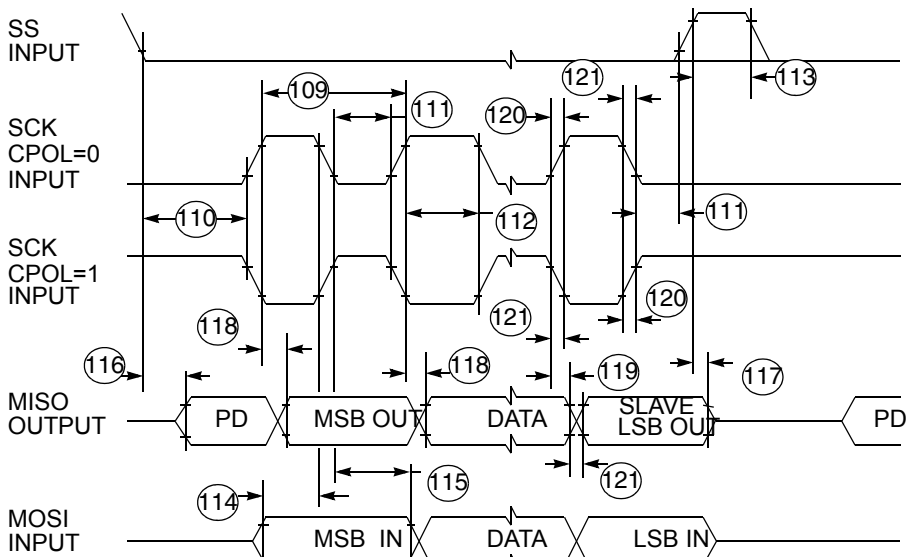 SS
INPUT
121
113
109
111
120
SCK
CPOL=0
INPUT
110
112
111
SCK
CPOL=1
INPUT
118
121
120
116
118
119
117
MISO
OUTPUT
PD
MSB OUT
DATA
SLAVE
LSB OUT
PD
114
115
121
MOSI
INPUT
MSB IN
DATA
LSB IN